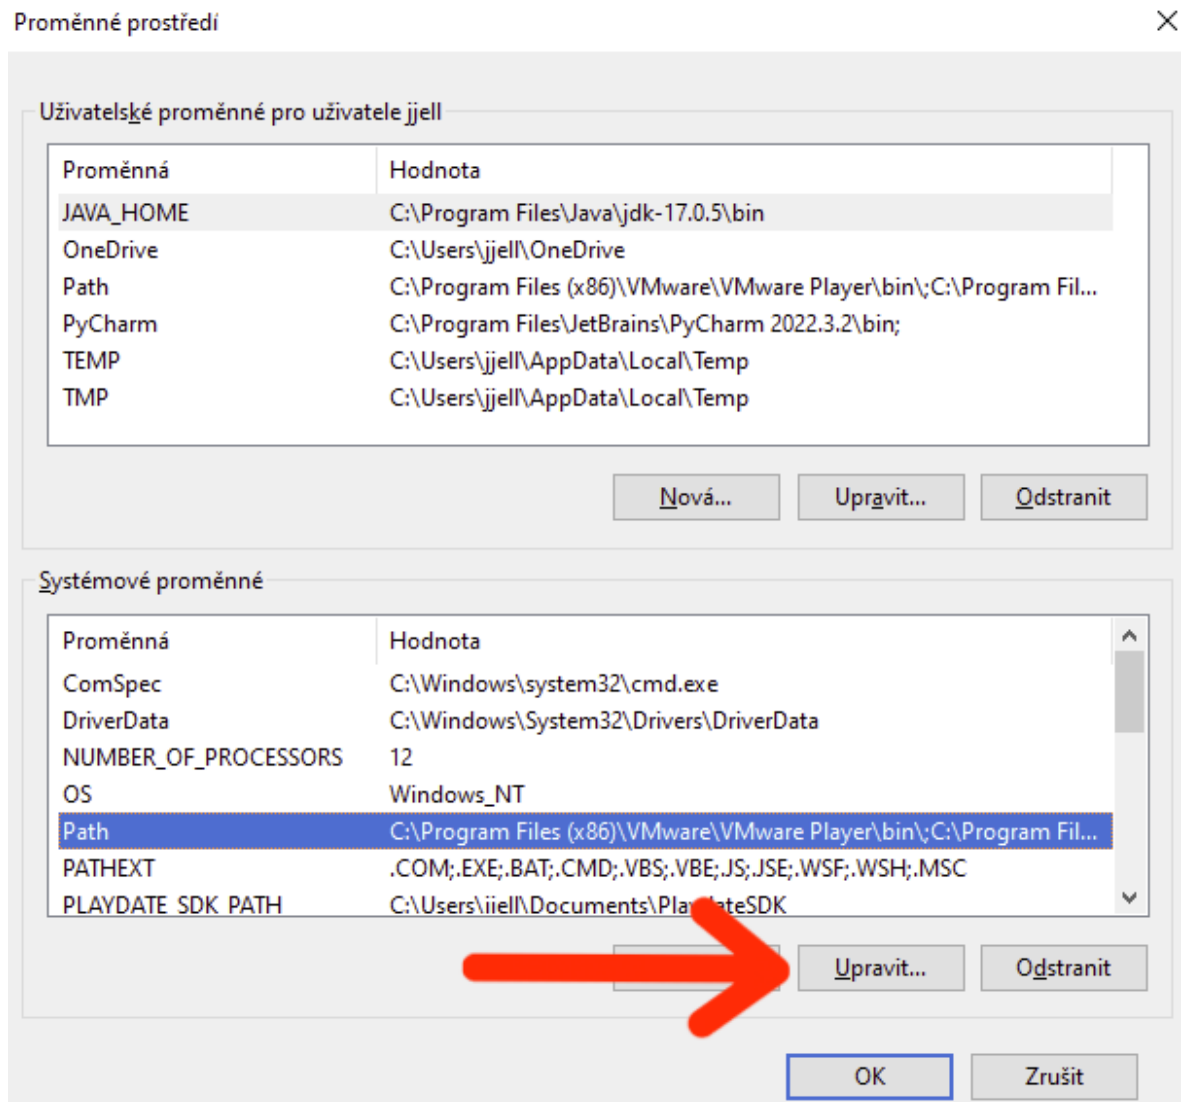 Proměnné prostředí
Uživatelské proměnné pro uživatele jjell
Proměnná Hodnota
JAVA_HOME C:\Program Files\Java\jdk-17.0.5\bin
OneDrive C:\Users\jjell\OneDrive
Path C:\Program Files (x86)\VMware\VMware Player\bin\;C:\Program Fil...
PyCharm C:\Program Files\JetBrains\PyCharm 2022.3.2\bin;
TEMP C:\Users\jjell\AppData\Local\Temp
TMP C:\Users\jjell\AppData\Local\Temp
Nová... Upravit... Odstranit
Systémové proměnné
Proměnná Hodnota
ComSpec C:\Windows\system32\cmd.exe
DriverData C:\Windows\System32\Drivers\DriverData
NUMBER_OF_PROCESSORS 12
OS Windows_NT
Path C:\Program Files (x86)\VMware\VMware Player\bin\;C:\Program Fil...
PATHEXT .COM;.EXE;.BAT;.CMD;.VBS;.VBE;.JS;.JSE;.WSF;.WSH;.MSC
PLAYDATE_SDK_PATH C:\Users\jjell\Documents\PlaydateSDK
Upravit... Odstranit
OK Zrušit